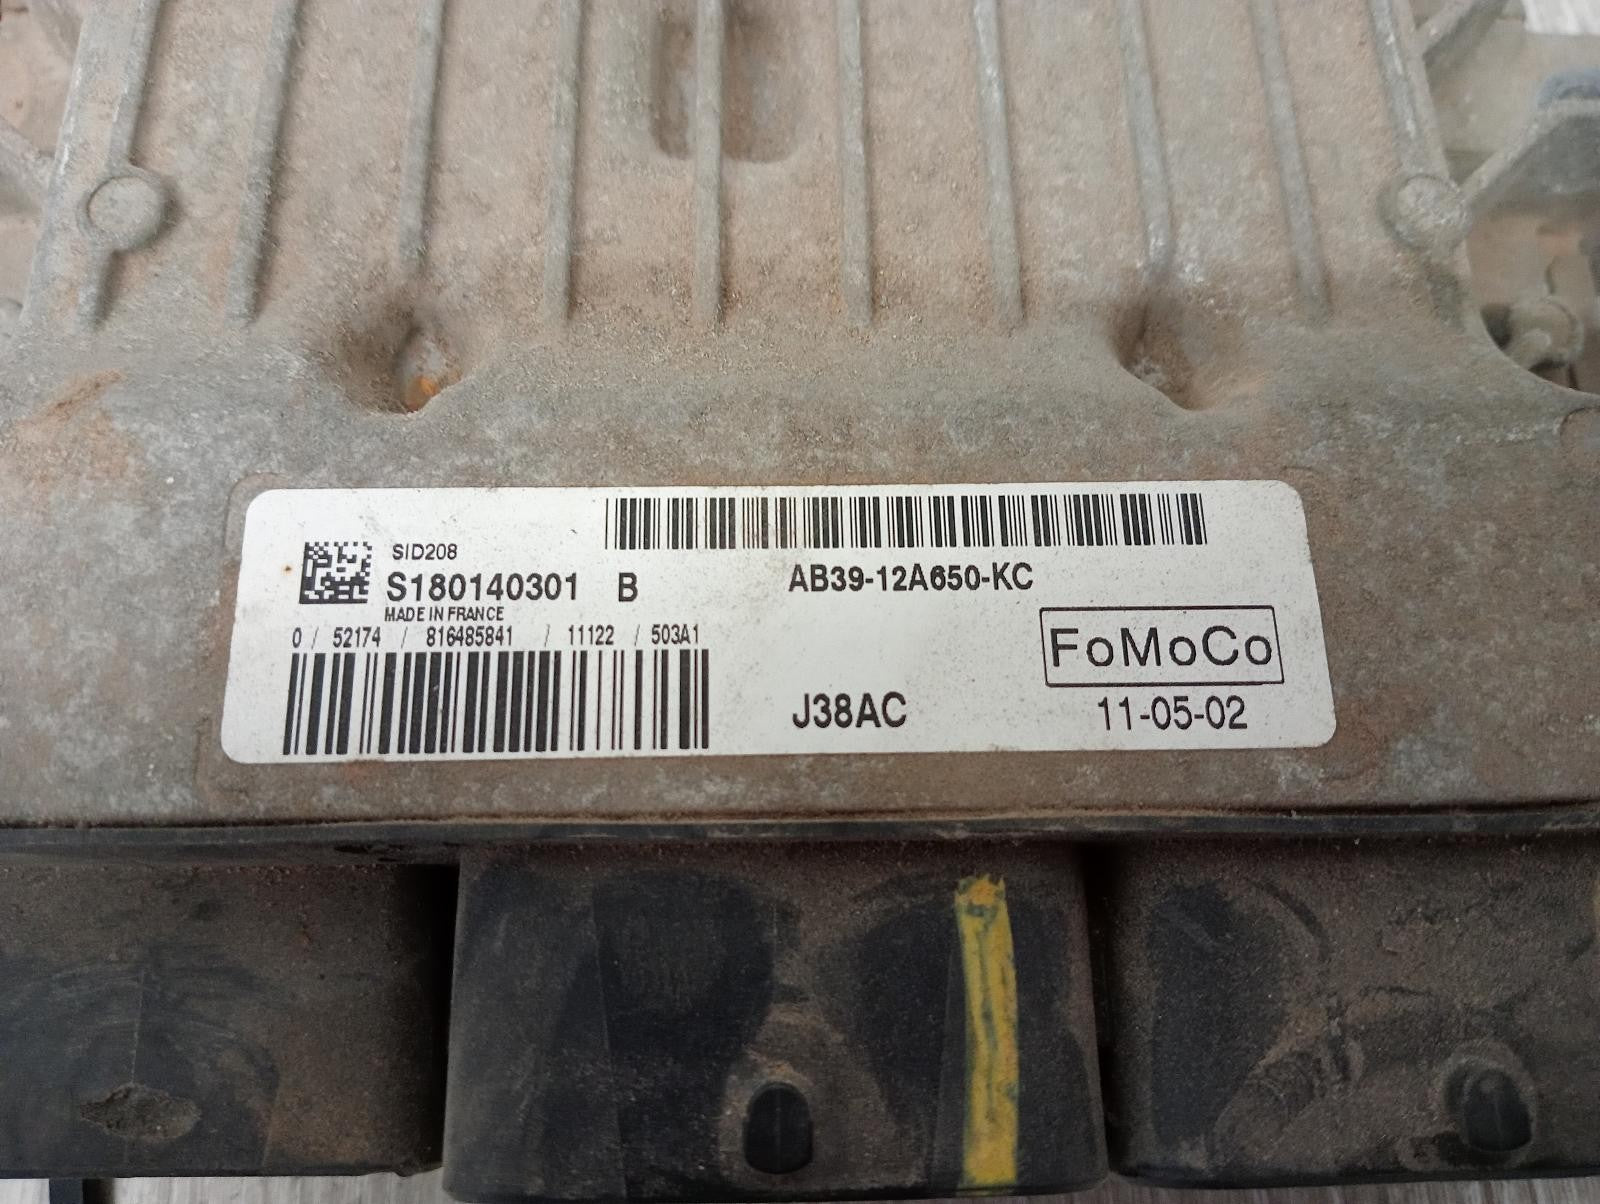 SID208
S180140301 B
AB39-12A650-KC
MADE IN FRANCE
0 / 52174 / 816485841 / 11122 / 503A1
FoMoCo
J38AC
11-05-02